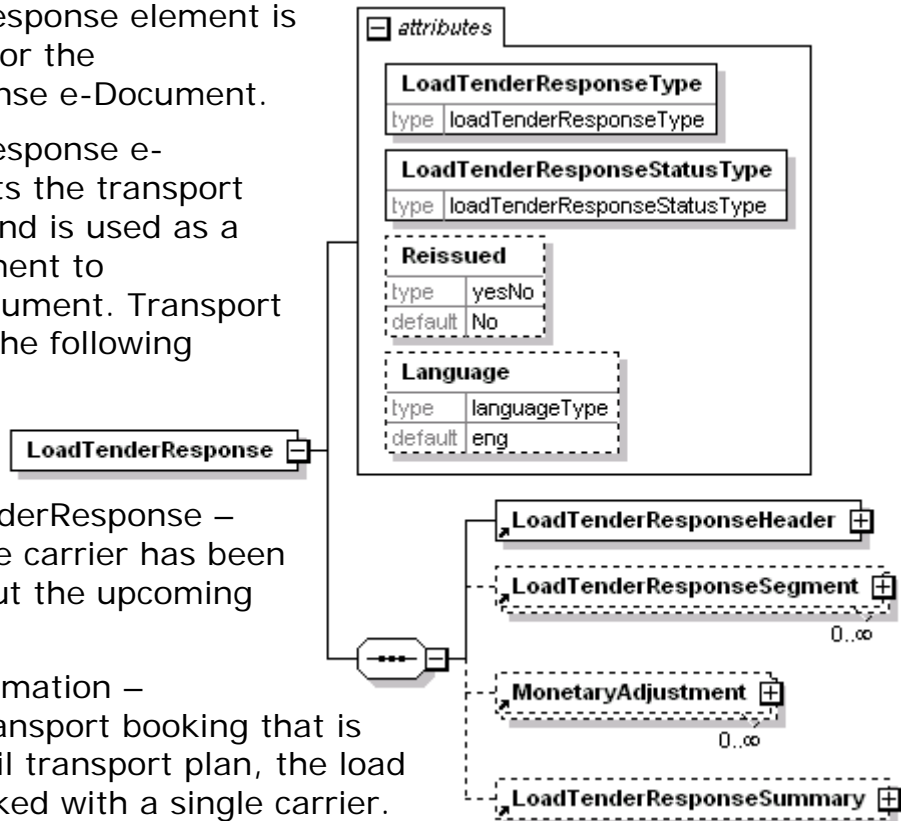 esponse element is
or the
nse e-Document.
esponse e-
ts the transport
nd is used as a
nent to
ument. Transport
he following
attributes
LoadTenderResponseType
type loadTenderResponseType
LoadTenderResponseStatusType
type loadTenderResponseStatusType
Reissued
type yesNo
default No
Language
type languageType
default eng
LoadTenderResponse
nderResponse –
e carrier has been
ut the upcoming
rmation –
ansport booking that is
il transport plan, the load
ked with a single carrier.
LoadTenderResponseHeader
LoadTenderResponseSegment
0..∞
MonetaryAdjustment
0..∞
LoadTenderResponseSummary